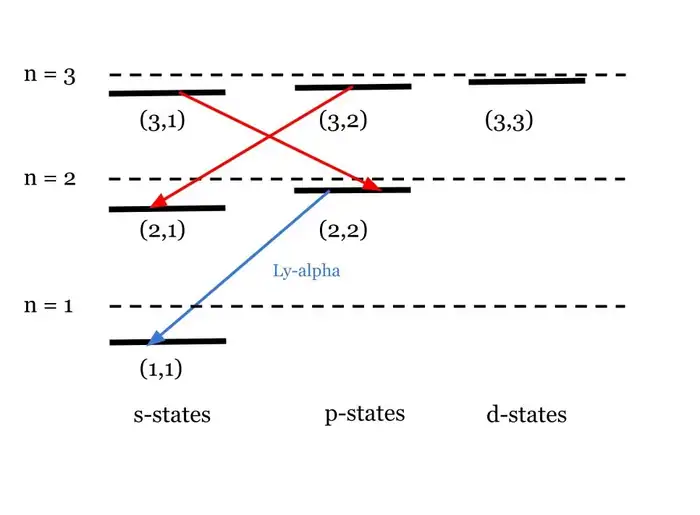 n = 3
(3,1) (3,2) (3,3)
n = 2
(2,1) (2,2)
Ly-alpha
n = 1
(1,1)
s-states p-states d-states